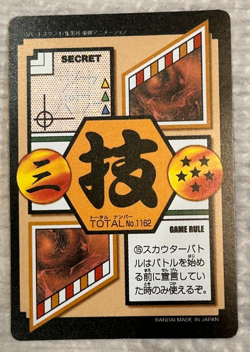 SECRET
三
技
トータル ナンバー
TOTAL No.1162
GAME RULE
⑮スカウターバト
ルはバトルを始め
る前に宣言してい
た時のみ使えるぞ。
BANDAI MADE IN JAPAN